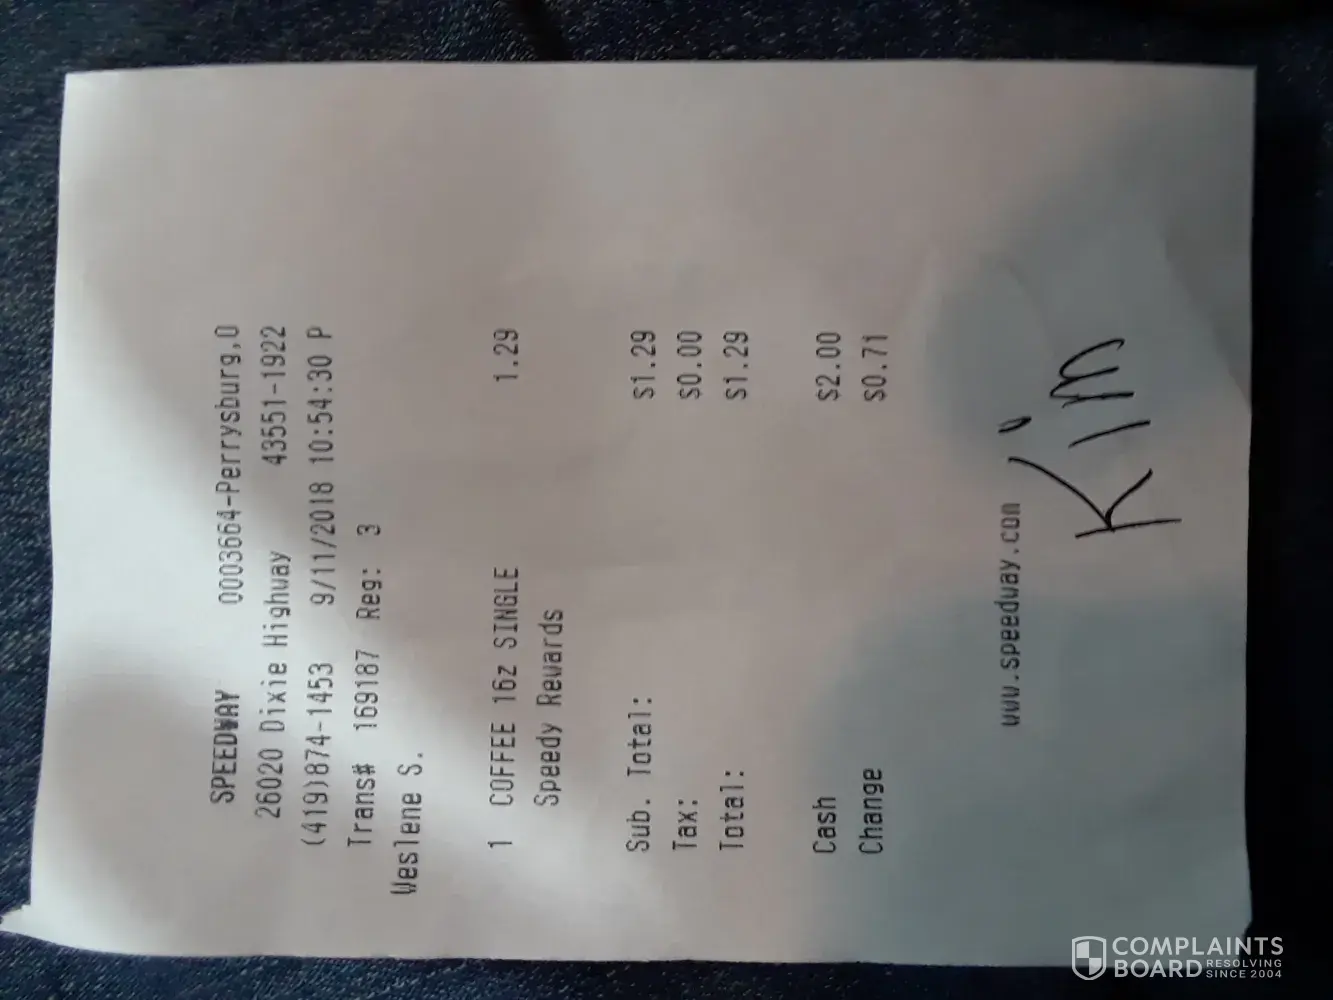 SPEEDWAY 0003664-Perrysburg,O
26020 Dixie Highway 43551-1922
(419)874-1453 9/11/2018 10:54:30 P
Trans# 169187 Reg: 3
Weslene S.
1 COFFEE 16z SINGLE 1.29
Speedy Rewards
Sub. Total: $1.29
Tax: $0.00
Total: $1.29
Cash $2.00
Change $0.71
www.speedway.com
Kim
COMPLAINTS
BOARD RESOLVING
SINCE 2004